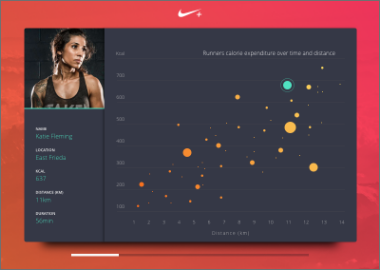 Runners calorie expenditure over time and distance
Kcal
700
600
500
400
300
200
100
1 2 3 4 5 6 7 8 9 10 11 12 13 14
Distance (km)
NAME
Kate Fleming
LOCATION
East Frieda
KCAL
637
DISTANCE (KM)
11km
DURATION
56min